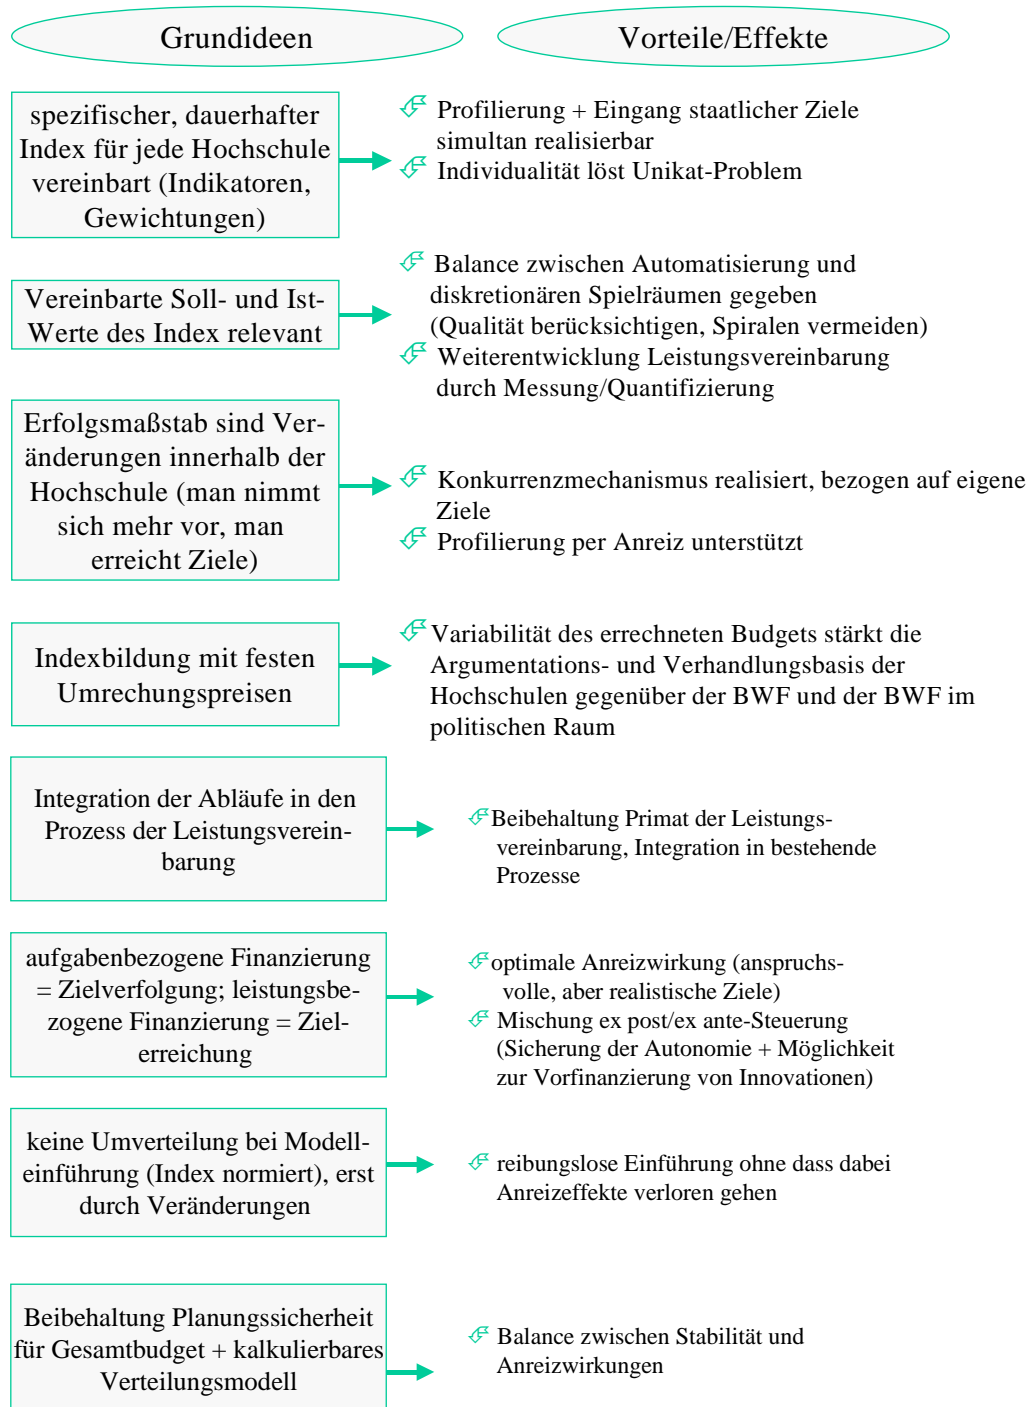 Grundideen
Vorteile/Effekte
spezifischer, dauerhafter
Index für jede Hochschule
vereinbart (Indikatoren,
Gewichtungen)
Profilierung + Eingang staatlicher Ziele
simultan realisierbar
Individualität löst Unikat-Problem
Vereinbarte Soll- und Ist-
Werte des Index relevant
Balance zwischen Automatisierung und
diskretionären Spielräumen gegeben
(Qualität berücksichtigen, Spiralen vermeiden)
Weiterentwicklung Leistungsvereinbarung
durch Messung/Quantifizierung
Erfolgsmaßstab sind Ver-
änderungen innerhalb der
Hochschule (man nimmt
sich mehr vor, man
erreicht Ziele)
Konkurrenzmechanismus realisiert, bezogen auf eigene
Ziele
Profilierung per Anreiz unterstützt
Indexbildung mit festen
Umrechungspreisen
Variabilität des errechneten Budgets stärkt die
Argumentations- und Verhandlungsbasis der
Hochschulen gegenüber der BWF und der BWF im
politischen Raum
Integration der Abläufe in den
Prozess der Leistungsverein-
barung
Beibehaltung Primat der Leistungs-
vereinbarung, Integration in bestehende
Prozesse
aufgabenbezogene Finanzierung
= Zielverfolgung; leistungsbe-
zogene Finanzierung = Ziel-
erreichung
optimale Anreizwirkung (anspruchs-
volle, aber realistische Ziele)
Mischung ex post/ex ante-Steuerung
(Sicherung der Autonomie + Möglichkeit
zur Vorfinanzierung von Innovationen)
keine Umverteilung bei Modell-
einführung (Index normiert), erst
durch Veränderungen
reibungslose Einführung ohne dass dabei
Anreizeffekte verloren gehen
Beibehaltung Planungssicherheit
für Gesamtbudget + kalkulierbares
Verteilungsmodell
Balance zwischen Stabilität und
Anreizwirkungen